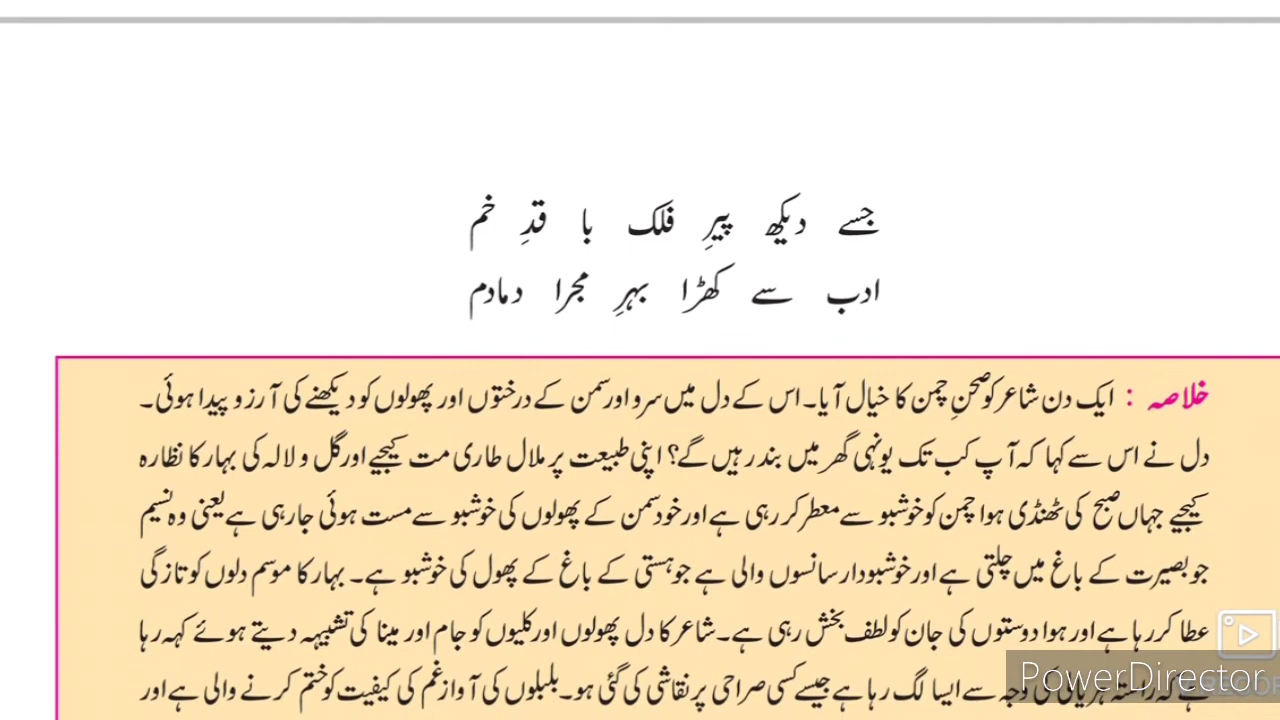 جسے دیکھ پیرِ فلک با قدِ خم
ادب سے کھڑا بہرِ مجرا دمادم
خلاصہ : ایک دن شاعر کو صحنِ چمن کا خیال آیا۔ اس کے دل میں سرو اور سمن کے درختوں اور پھولوں کو دیکھنے کی آرزو پیدا ہوئی۔
دل نے اس سے کہا کہ آپ کب تک یونہی گھر میں بند رہیں گے؟ اپنی طبیعت پر ملال طاری مت کیجیے اور گل و لالہ کی بہار کا نظارہ
کیجیے جہاں صبح کی ٹھنڈی ہوا چمن کو خوشبو سے معطر کر رہی ہے اور خود سمن کے پھولوں کی خوشبو سے مست ہوئی جا رہی ہے یعنی وہ نسیم
جو بصیرت کے باغ میں چلتی ہے اور خوشبودار سانسوں والی ہے جو ہستی کے باغ کے پھول کی خوشبو ہے۔ بہار کا موسم دلوں کو تازگی
عطا کر رہا ہے اور ہوا دوستوں کی جان کو لطف بخش رہی ہے۔ شاعر کا دل پھولوں اور کلیوں کو جام اور مینا کی تشبیہہ دیتے ہوئے کہہ رہا
ہے کہ راستہ ہریالی کی وجہ سے ایسا لگ رہا ہے جیسے کسی صراحی پر نقاشی کی گئی ہو۔ بلبلوں کی آواز غم کی کیفیت کو ختم کرنے والی ہے اور
PowerDirector